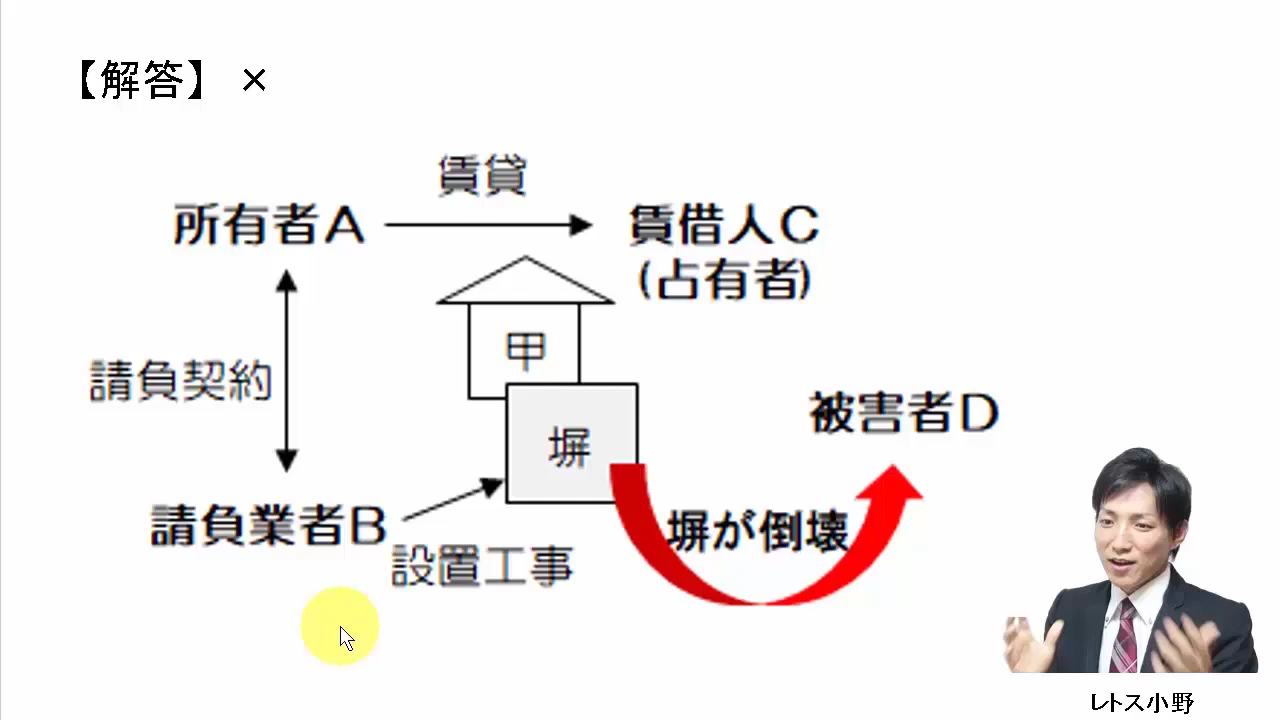 【解答】 ×
賃貸
所有者A
賃借人C
(占有者)
甲
請負契約
被害者D
塀
請負業者B
塀が倒壊
設置工事
レトス小野